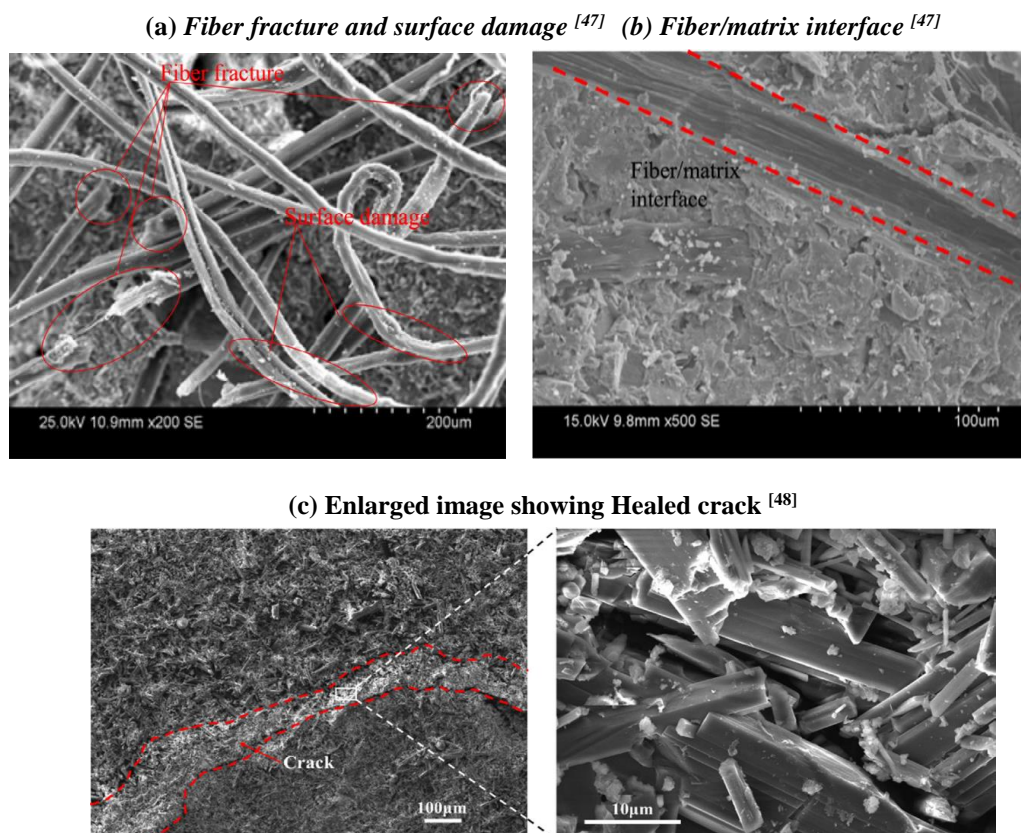 (a) Fiber fracture and surface damage [47] (b) Fiber/matrix interface [47]
Fiber fracture
Surface damage
25.0kV 10.9mm x200 SE 200um
Fiber/matrix
interface
15.0kV 9.8mm x500 SE 100um
(c) Enlarged image showing Healed crack [48]
Crack
100μm
10μm